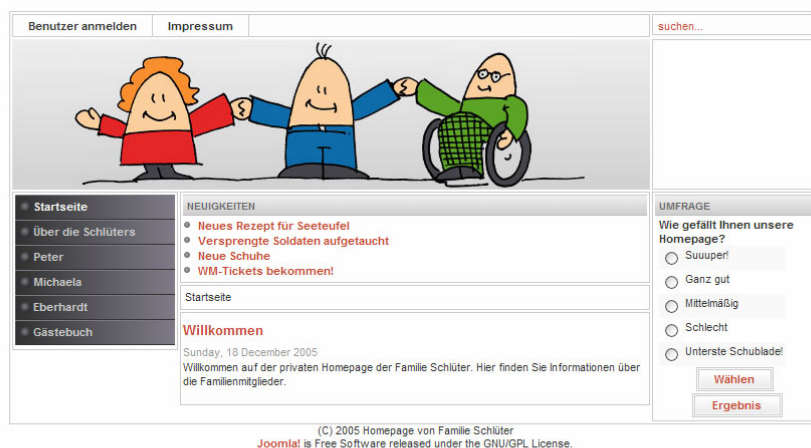 Benutzer anmelden
Impressum
suchen...
Startseite
Über die Schlüters
Peter
Michaela
Eberhardt
Gästebuch
NEUIGKEITEN
Neues Rezept für Seeteufel
Versprengte Soldaten aufgetaucht
Neue Schuhe
WM-Tickets bekommen!
Startseite
Willkommen
Sunday, 18 December 2005
Willkommen auf der privaten Homepage der Familie Schlüter. Hier finden Sie Informationen über
die Familienmitglieder.
UMFRAGE
Wie gefällt Ihnen unsere
Homepage?
Suuuper!
Ganz gut
Mittelmäßig
Schlecht
Unterste Schublade!
Wählen
Ergebnis
(C) 2005 Homepage von Familie Schlüter
Joomla! is Free Software released under the GNU/GPL License.